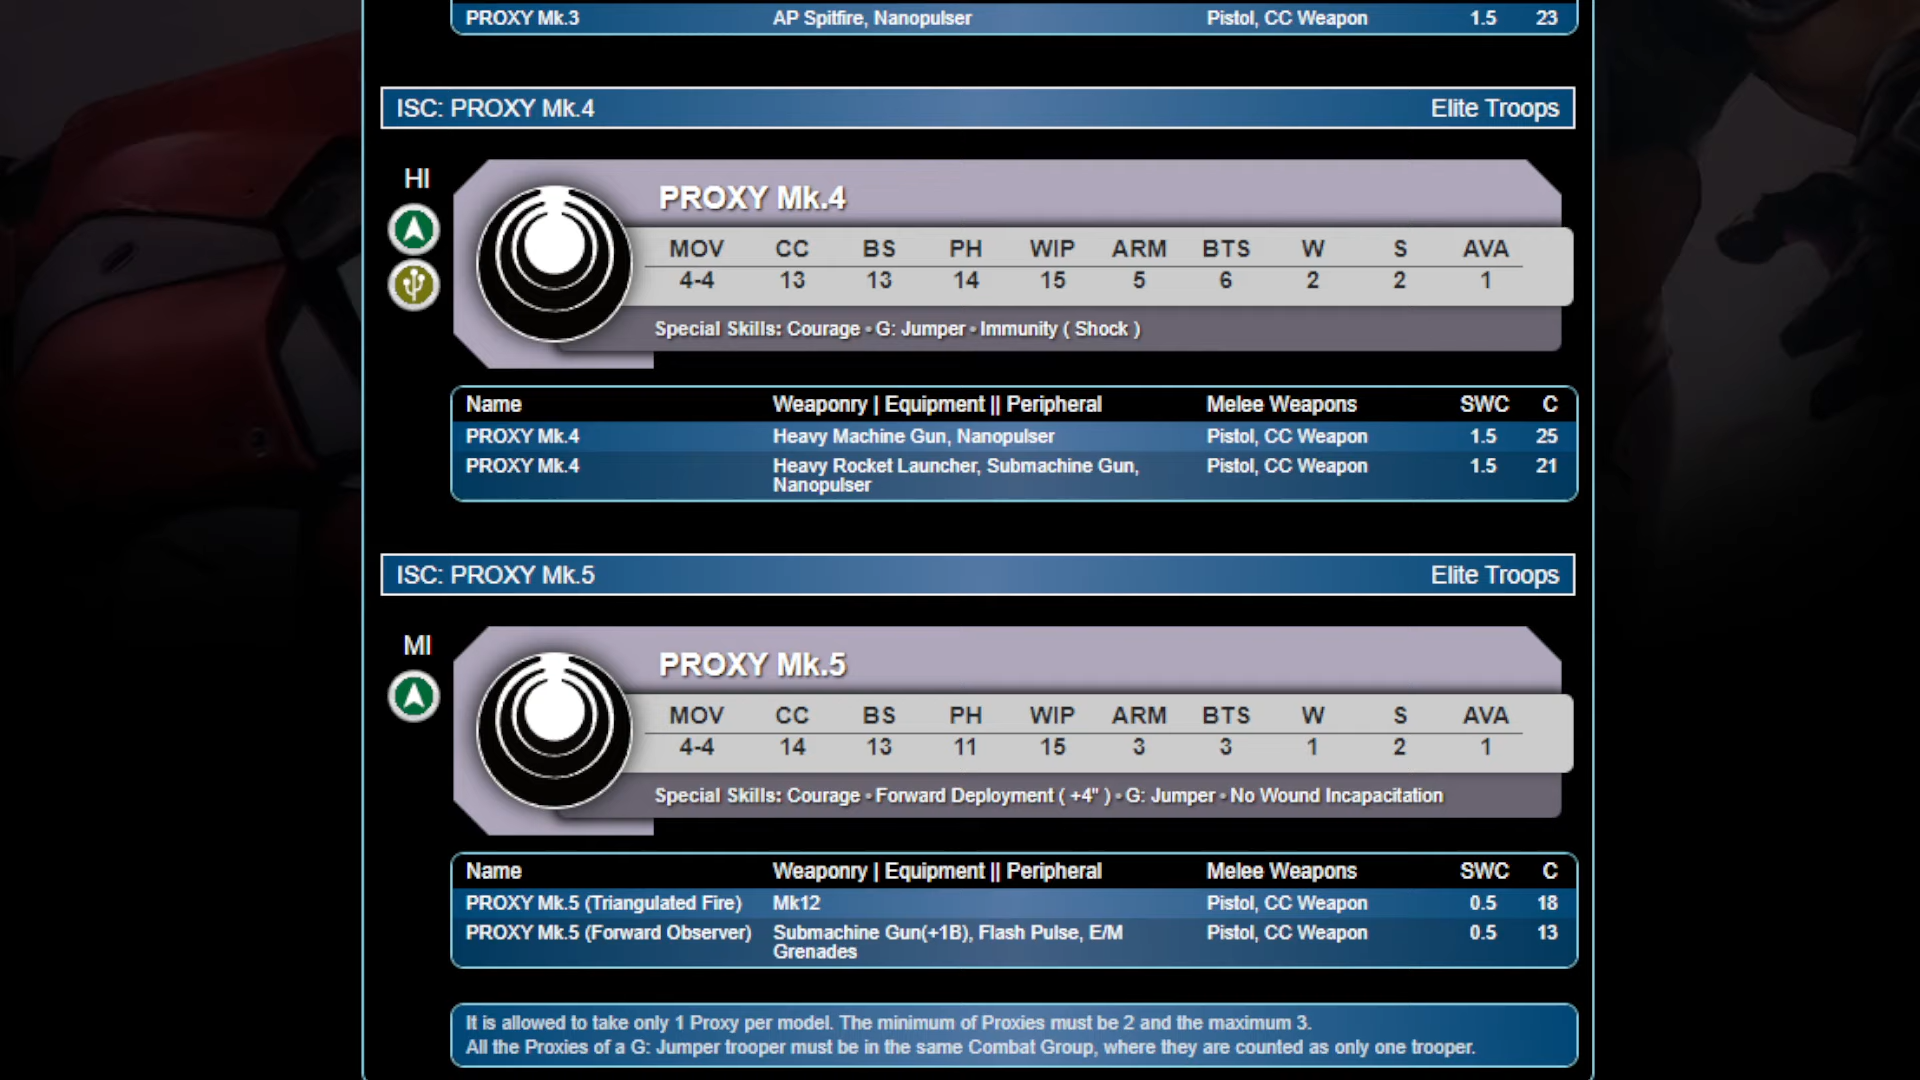 PROXY Mk.3 AP Spitfire, Nanopulser Pistol, CC Weapon 1.5 23
ISC: PROXY Mk.4 Elite Troops
HI
PROXY Mk.4
MOV CC BS PH WIP ARM BTS W S AVA
4-4 13 13 14 15 5 6 2 2 1
Special Skills: Courage • G: Jumper • Immunity ( Shock )
Name Weaponry | Equipment || Peripheral Melee Weapons SWC C
PROXY Mk.4 Heavy Machine Gun, Nanopulser Pistol, CC Weapon 1.5 25
PROXY Mk.4 Heavy Rocket Launcher, Submachine Gun, Pistol, CC Weapon 1.5 21
Nanopulser
ISC: PROXY Mk.5 Elite Troops
MI
PROXY Mk.5
MOV CC BS PH WIP ARM BTS W S AVA
4-4 14 13 11 15 3 3 1 2 1
Special Skills: Courage • Forward Deployment ( +4" ) • G: Jumper • No Wound Incapacitation
Name Weaponry | Equipment || Peripheral Melee Weapons SWC C
PROXY Mk.5 (Triangulated Fire) Mk12 Pistol, CC Weapon 0.5 18
PROXY Mk.5 (Forward Observer) Submachine Gun(+1B), Flash Pulse, E/M Pistol, CC Weapon 0.5 13
Grenades
It is allowed to take only 1 Proxy per model. The minimum of Proxies must be 2 and the maximum 3.
All the Proxies of a G: Jumper trooper must be in the same Combat Group, where they are counted as only one trooper.